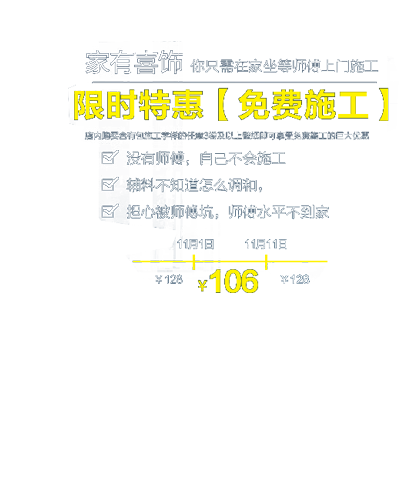 家有喜饰 你只需在家坐等师傅上门施工
限时特惠【免费施工】
没有师傅，自己不会施工
辅料不知道怎么调和，
担心被师傅坑，师傅水平不到家
11月1日 11月11日
￥128 ￥106 ￥128